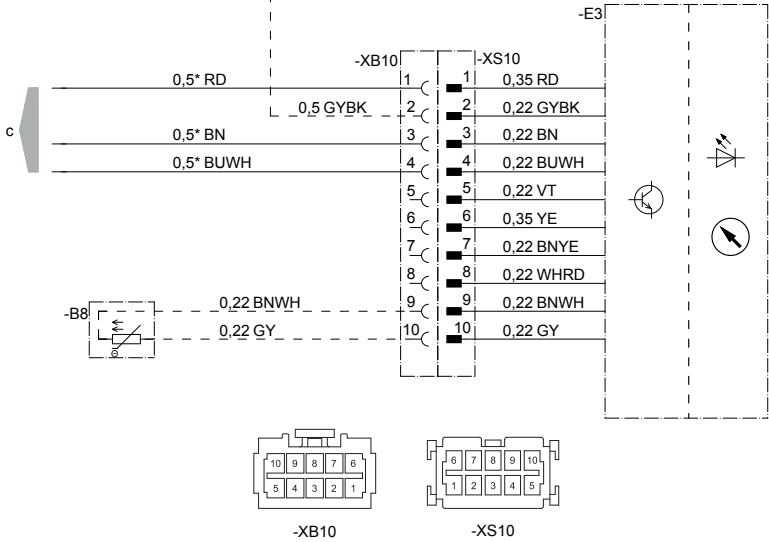 -E3
-XB10 -XS10
0,5* RD 1 1 0,35 RD
0,5 GYBK 2 2 0,22 GYBK
c
0,5* BN 3 3 0,22 BN
0,5* BUWH 4 4 0,22 BUWH
5 5 0,22 VT
6 6 0,35 YE
7 7 0,22 BNYE
8 8 0,22 WHRD
-B8 0,22 BNWH 9 9 0,22 BNWH
0,22 GY 10 10 0,22 GY
10 9 8 7 6
5 4 3 2 1
6 7 8 9 10
1 2 3 4 5
-XB10 -XS10